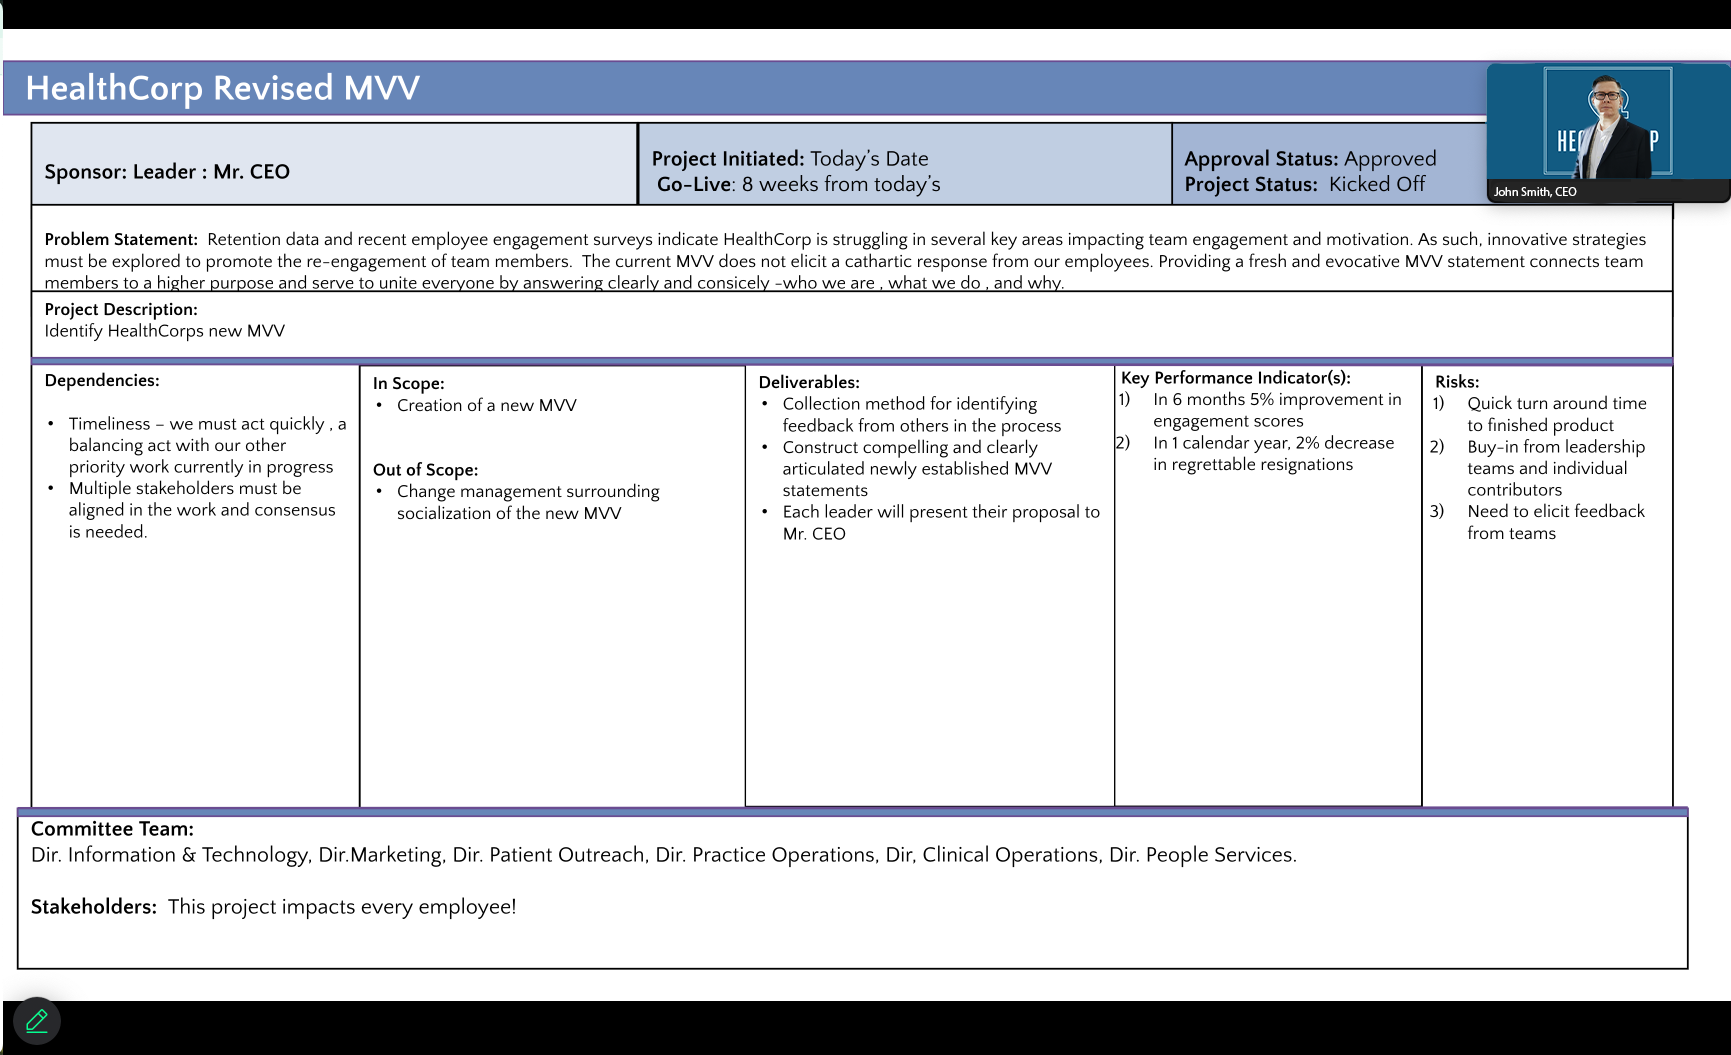 HealthCorp Revised MVV
John Smith, CEO
Sponsor: Leader : Mr. CEO
Project Initiated: Today's Date
Go-Live: 8 weeks from today's
Approval Status: Approved
Project Status: Kicked Off
Problem Statement: Retention data and recent employee engagement surveys indicate HealthCorp is struggling in several key areas impacting team engagement and motivation. As such, innovative strategies
must be explored to promote the re-engagement of team members. The current MVV does not elicit a cathartic response from our employees. Providing a fresh and evocative MVV statement connects team
members to a higher purpose and serve to unite everyone by answering clearly and consicely -who we are , what we do , and why.
Project Description:
Identify HealthCorps new MVV
Dependencies:
• Timeliness – we must act quickly , a
balancing act with our other
priority work currently in progress
• Multiple stakeholders must be
aligned in the work and consensus
is needed.
In Scope:
• Creation of a new MVV
Out of Scope:
• Change management surrounding
socialization of the new MVV
Deliverables:
• Collection method for identifying
feedback from others in the process
• Construct compelling and clearly
articulated newly established MVV
statements
• Each leader will present their proposal to
Mr. CEO
Key Performance Indicator(s):
1) In 6 months 5% improvement in
engagement scores
2) In 1 calendar year, 2% decrease
in regrettable resignations
Risks:
1) Quick turn around time
to finished product
2) Buy-in from leadership
teams and individual
contributors
3) Need to elicit feedback
from teams
Committee Team:
Dir. Information & Technology, Dir.Marketing, Dir. Patient Outreach, Dir. Practice Operations, Dir, Clinical Operations, Dir. People Services.
Stakeholders: This project impacts every employee!